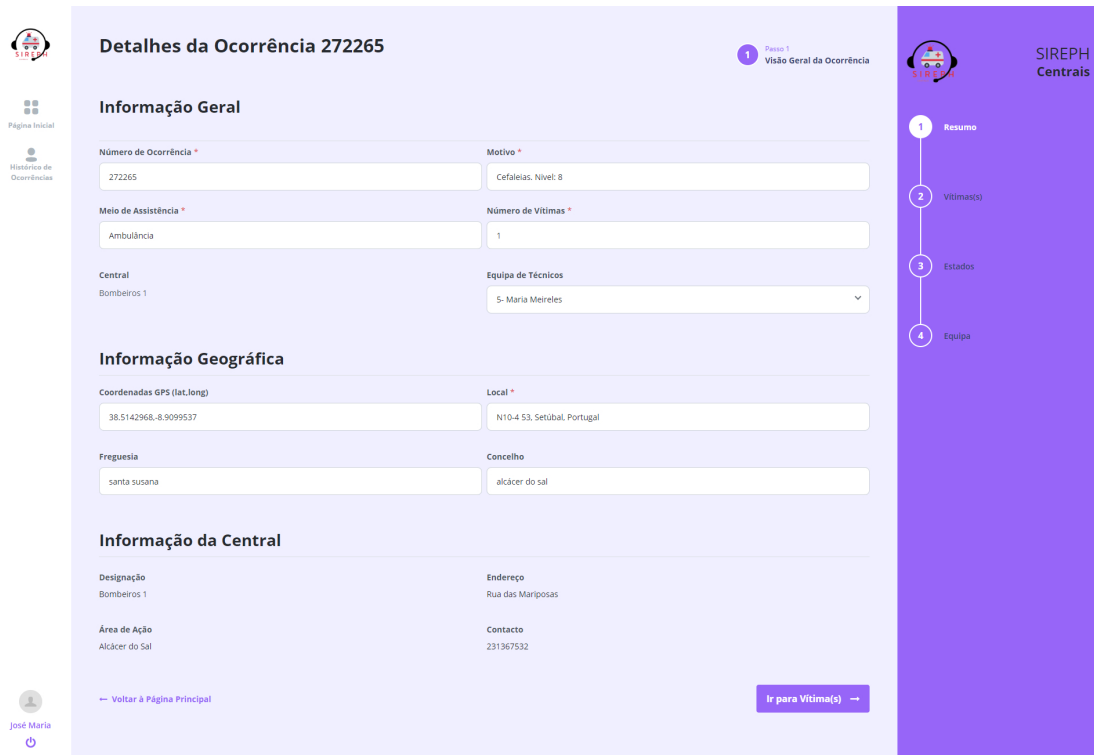 SIREPH
Página Inicial
Histórico de
Ocorrências
José Maria
Detalhes da Ocorrência 272265
1
Passo 1
Visão Geral da Ocorrência
Informação Geral
Número de Ocorrência *
272265
Motivo *
Cefaleias. Nivel: 8
Meio de Assistência *
Ambulância
Número de Vítimas *
1
Central
Bombeiros 1
Equipa de Técnicos
5- Maria Meireles
Informação Geográfica
Coordenadas GPS (lat,long)
38.5142968,-8.9099537
Local *
N10-4 53, Setúbal, Portugal
Freguesia
santa susana
Concelho
alcácer do sal
Informação da Central
Designação
Bombeiros 1
Endereço
Rua das Mariposas
Área de Ação
Alcácer do Sal
Contacto
231367532
← Voltar à Página Principal
Ir para Vítima(s) →
SIREPH
SIREPH
Centrais
1 Resumo
2 Vítimas(s)
3 Estados
4 Equipa